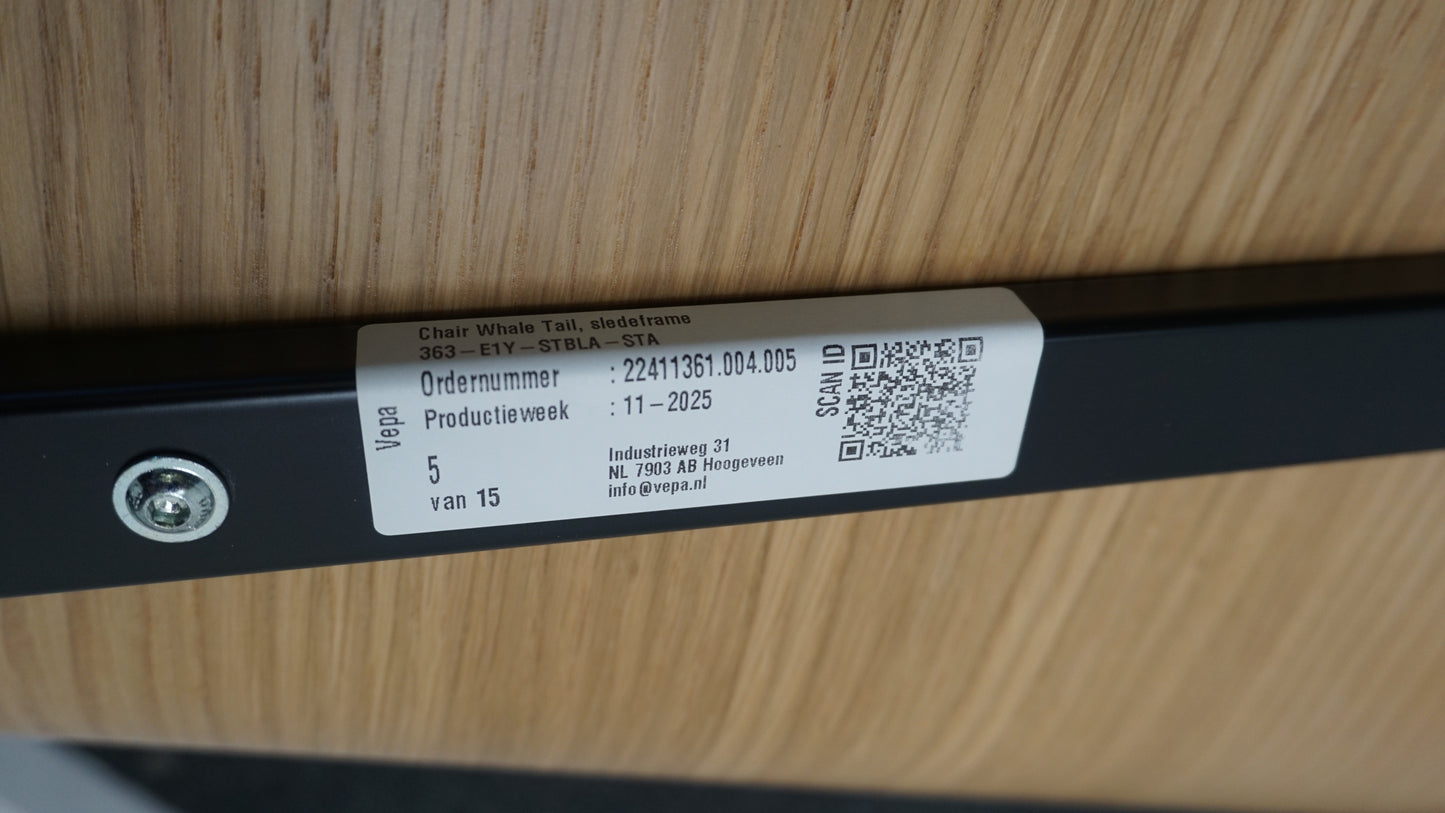 Chair Whale Tail, sledeframe
363-E1Y-STBLA-STA
Ordernummer : 22411361.004.005
Productieweek : 11-2025
Vepa
5
van 15
Industrieweg 31
NL 7903 AB Hoogeveen
info@vepa.nl
SCAN ID